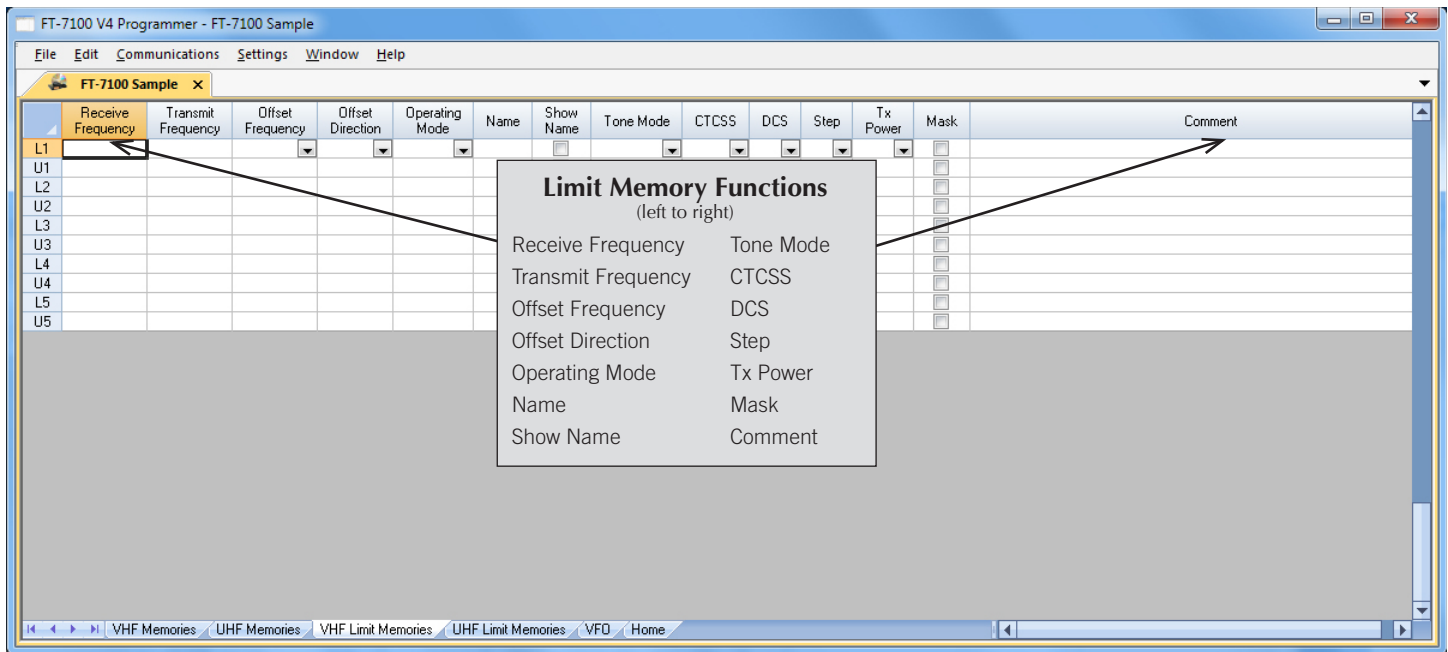 FT-7100 V4 Programmer - FT-7100 Sample
File Edit Communications Settings Window Help
FT-7100 Sample x
Receive Frequency Transmit Frequency Offset Frequency Offset Direction Operating Mode Name Show Name Tone Mode CTCSS DCS Step Tx Power Mask Comment
L1
U1
L2
U2
L3
U3
L4
U4
L5
U5
Limit Memory Functions
(left to right)
Receive Frequency Tone Mode
Transmit Frequency CTCSS
Offset Frequency DCS
Offset Direction Step
Operating Mode Tx Power
Name Mask
Show Name Comment
VHF Memories UHF Memories VHF Limit Memories UHF Limit Memories VFO Home